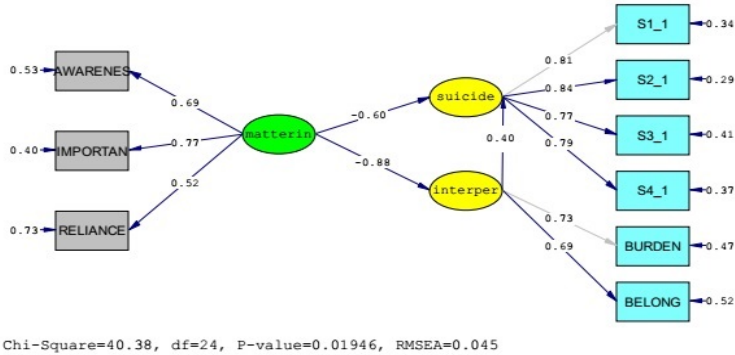 S1_1
0.34
0.81
0.53
AWARENES
suicide
0.84
S2_1
0.29
0.69
-0.60
0.77
S3_1
0.41
matterin
0.40
IMPORTAN
0.77
0.40
0.79
-0.88
S4_1
0.37
interper
0.52
0.73
RELIANCE
0.73
BURDEN
0.47
0.69
BELONG
0.52
Chi-Square=40.38, df=24, P-value=0.01946, RMSEA=0.045